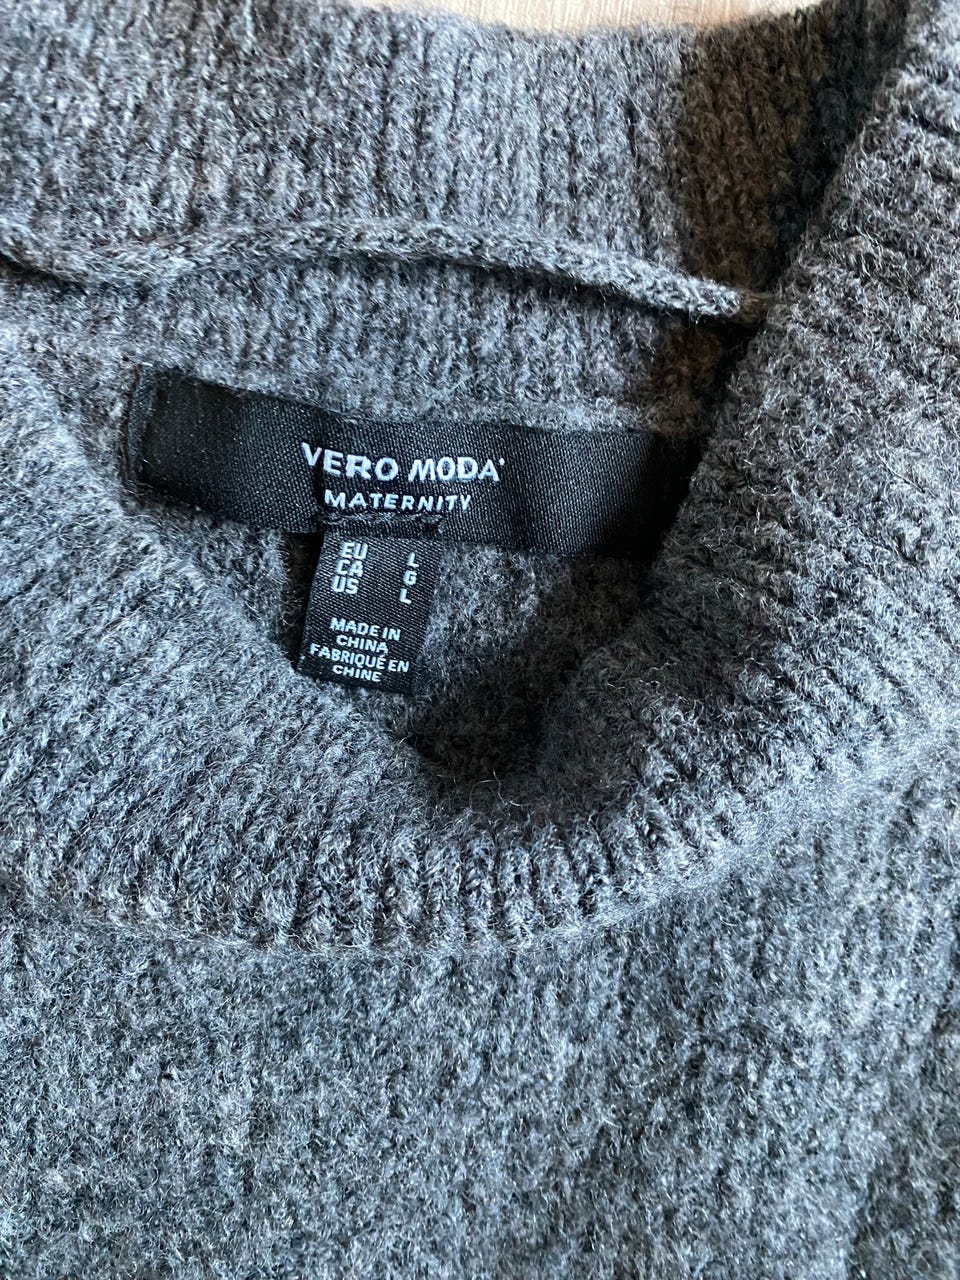 VERO MODA
MATERNITY
EU L
CA G
US L
MADE IN
CHINA
FABRIQUÉ EN
CHINE